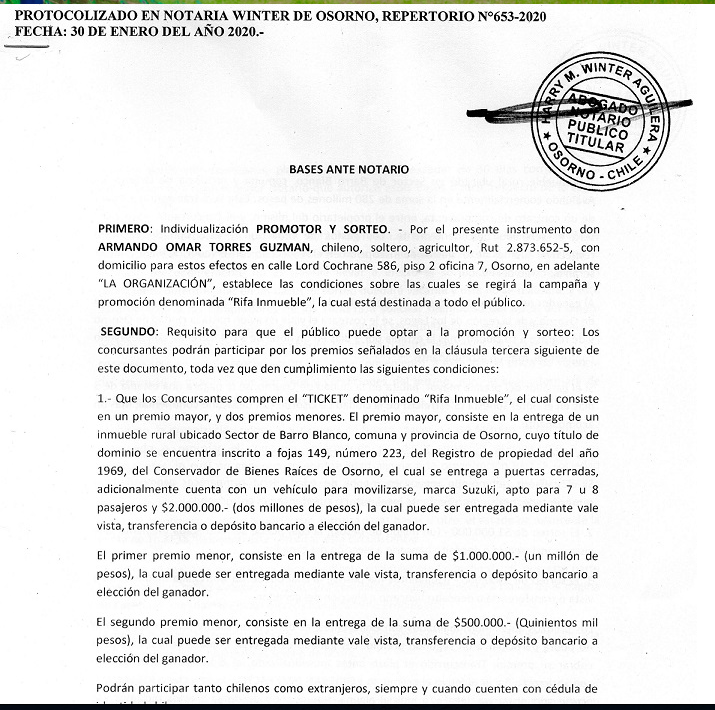 PROTOCOLIZADO EN NOTARIA WINTER DE OSORNO, REPERTORIO N°653-2020
FECHA: 30 DE ENERO DEL AÑO 2020.-
HARRY M. WINTER AGUILERA
ABOGADO
NOTARIO
PUBLICO
TITULAR
★ OSORNO - CHILE ★
BASES ANTE NOTARIO
PRIMERO: Individualización PROMOTOR Y SORTEO. - Por el presente instrumento don
ARMANDO OMAR TORRES GUZMAN, chileno, soltero, agricultor, Rut 2.873.652-5, con
domicilio para estos efectos en calle Lord Cochrane 586, piso 2 oficina 7, Osorno, en adelante
“LA ORGANIZACIÓN”, establece las condiciones sobre las cuales se regirá la campaña y
promoción denominada “Rifa Inmueble”, la cual está destinada a todo el público.
SEGUNDO: Requisito para que el público puede optar a la promoción y sorteo: Los
concursantes podrán participar por los premios señalados en la cláusula tercera siguiente de
este documento, toda vez que den cumplimiento las siguientes condiciones:
1.- Que los Concursantes compren el “TICKET” denominado “Rifa Inmueble”, el cual consiste
en un premio mayor, y dos premios menores. El premio mayor, consiste en la entrega de un
inmueble rural ubicado Sector de Barro Blanco, comuna y provincia de Osorno, cuyo título de
dominio se encuentra inscrito a fojas 149, número 223, del Registro de propiedad del año
1969, del Conservador de Bienes Raíces de Osorno, el cual se entrega a puertas cerradas,
adicionalmente cuenta con un vehículo para movilizarse, marca Suzuki, apto para 7 u 8
pasajeros y $2.000.000.- (dos millones de pesos), la cual puede ser entregada mediante vale
vista, transferencia o depósito bancario a elección del ganador.
El primer premio menor, consiste en la entrega de la suma de $1.000.000.- (un millón de
pesos), la cual puede ser entregada mediante vale vista, transferencia o depósito bancario a
elección del ganador.
El segundo premio menor, consiste en la entrega de la suma de $500.000.- (Quinientos mil
pesos), la cual puede ser entregada mediante vale vista, transferencia o depósito bancario a
elección del ganador.
Podrán participar tanto chilenos como extranjeros, siempre y cuando cuenten con cédula de